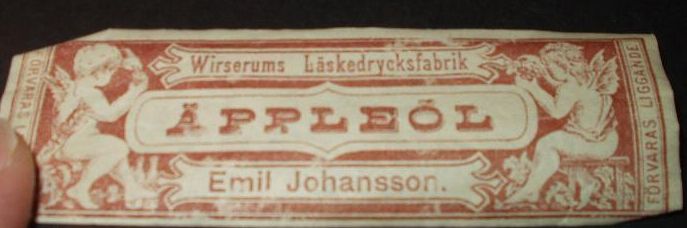 Wirserums Läskedrycksfabrik
ÄPPLEÖL
Emil Johansson.
FÖRVARAS LIGGANDE